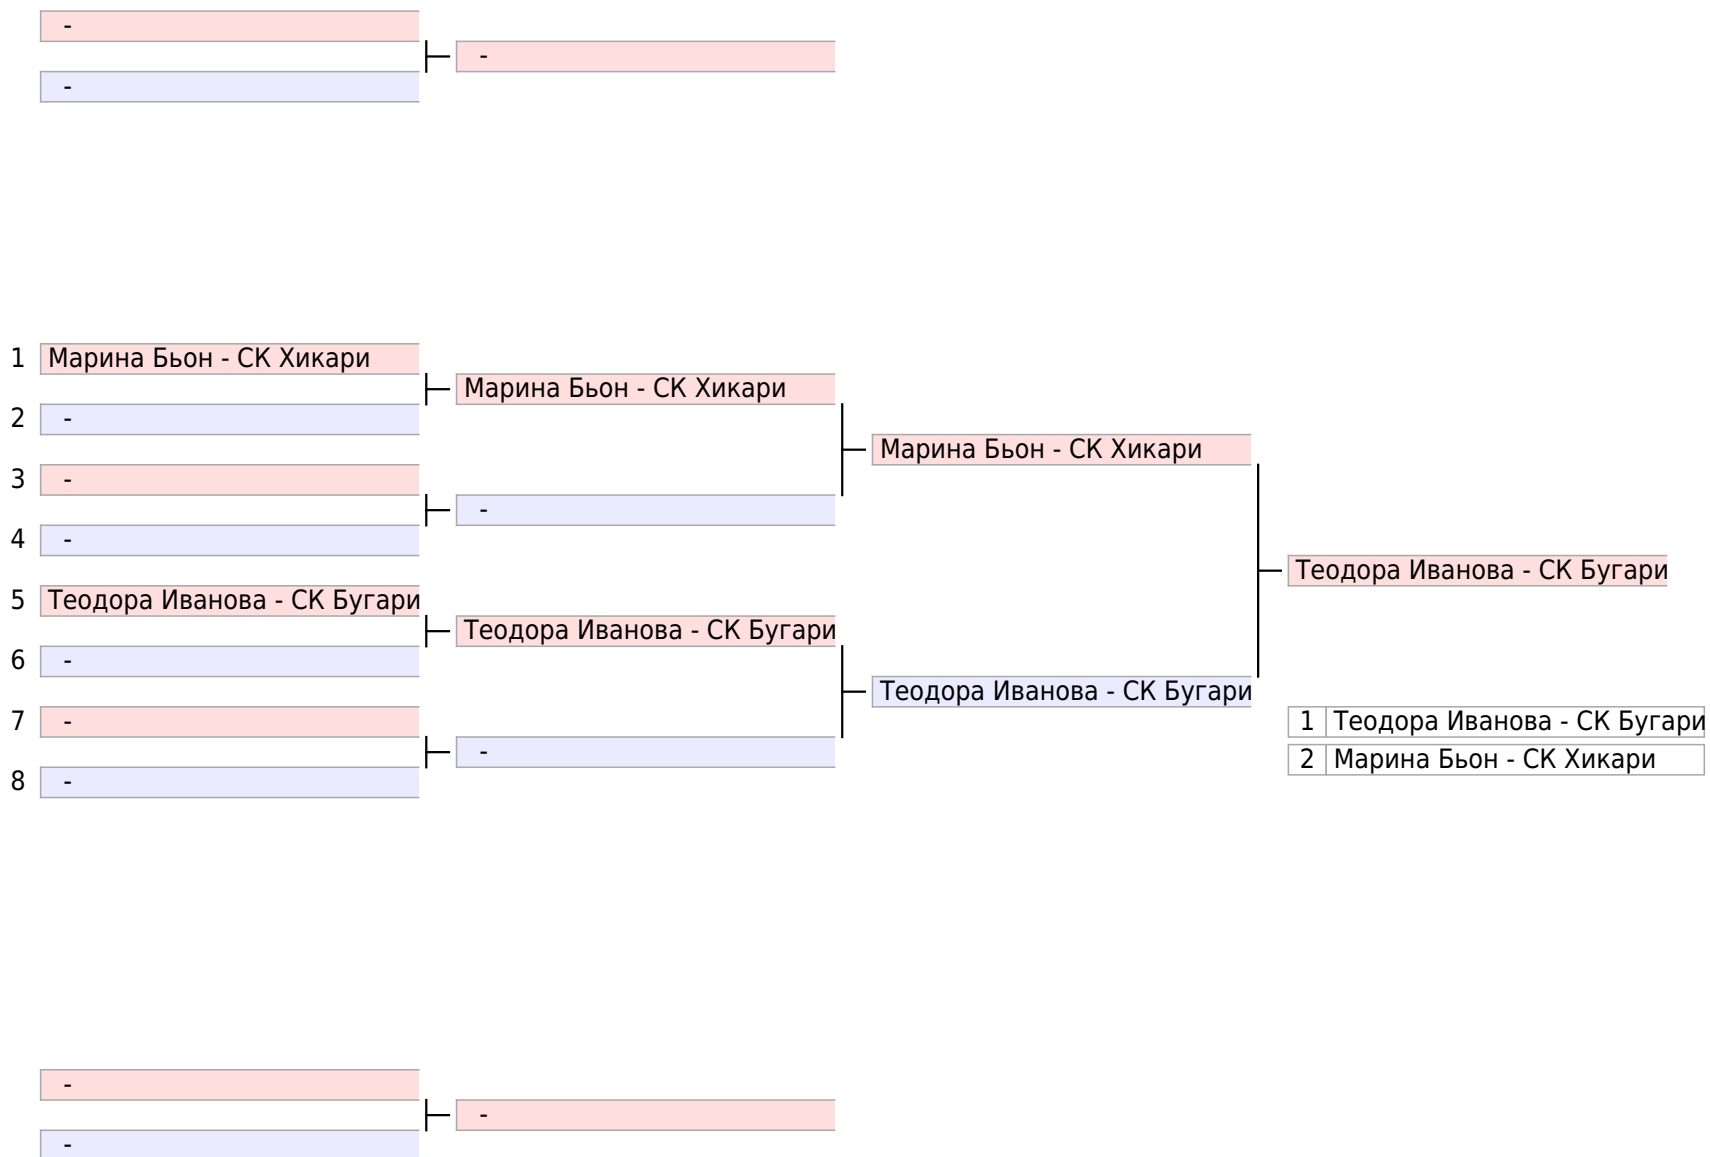 -
-
-
1 Марина Бьон - СК Хикари
Марина Бьон - СК Хикари
2 -
Марина Бьон - СК Хикари
3 -
-
4 -
Теодора Иванова - СК Бугари
5 Теодора Иванова - СК Бугари
Теодора Иванова - СК Бугари
6 -
Теодора Иванова - СК Бугари
7 -
1 Теодора Иванова - СК Бугари
-
2 Марина Бьон - СК Хикари
8 -
-
-
-